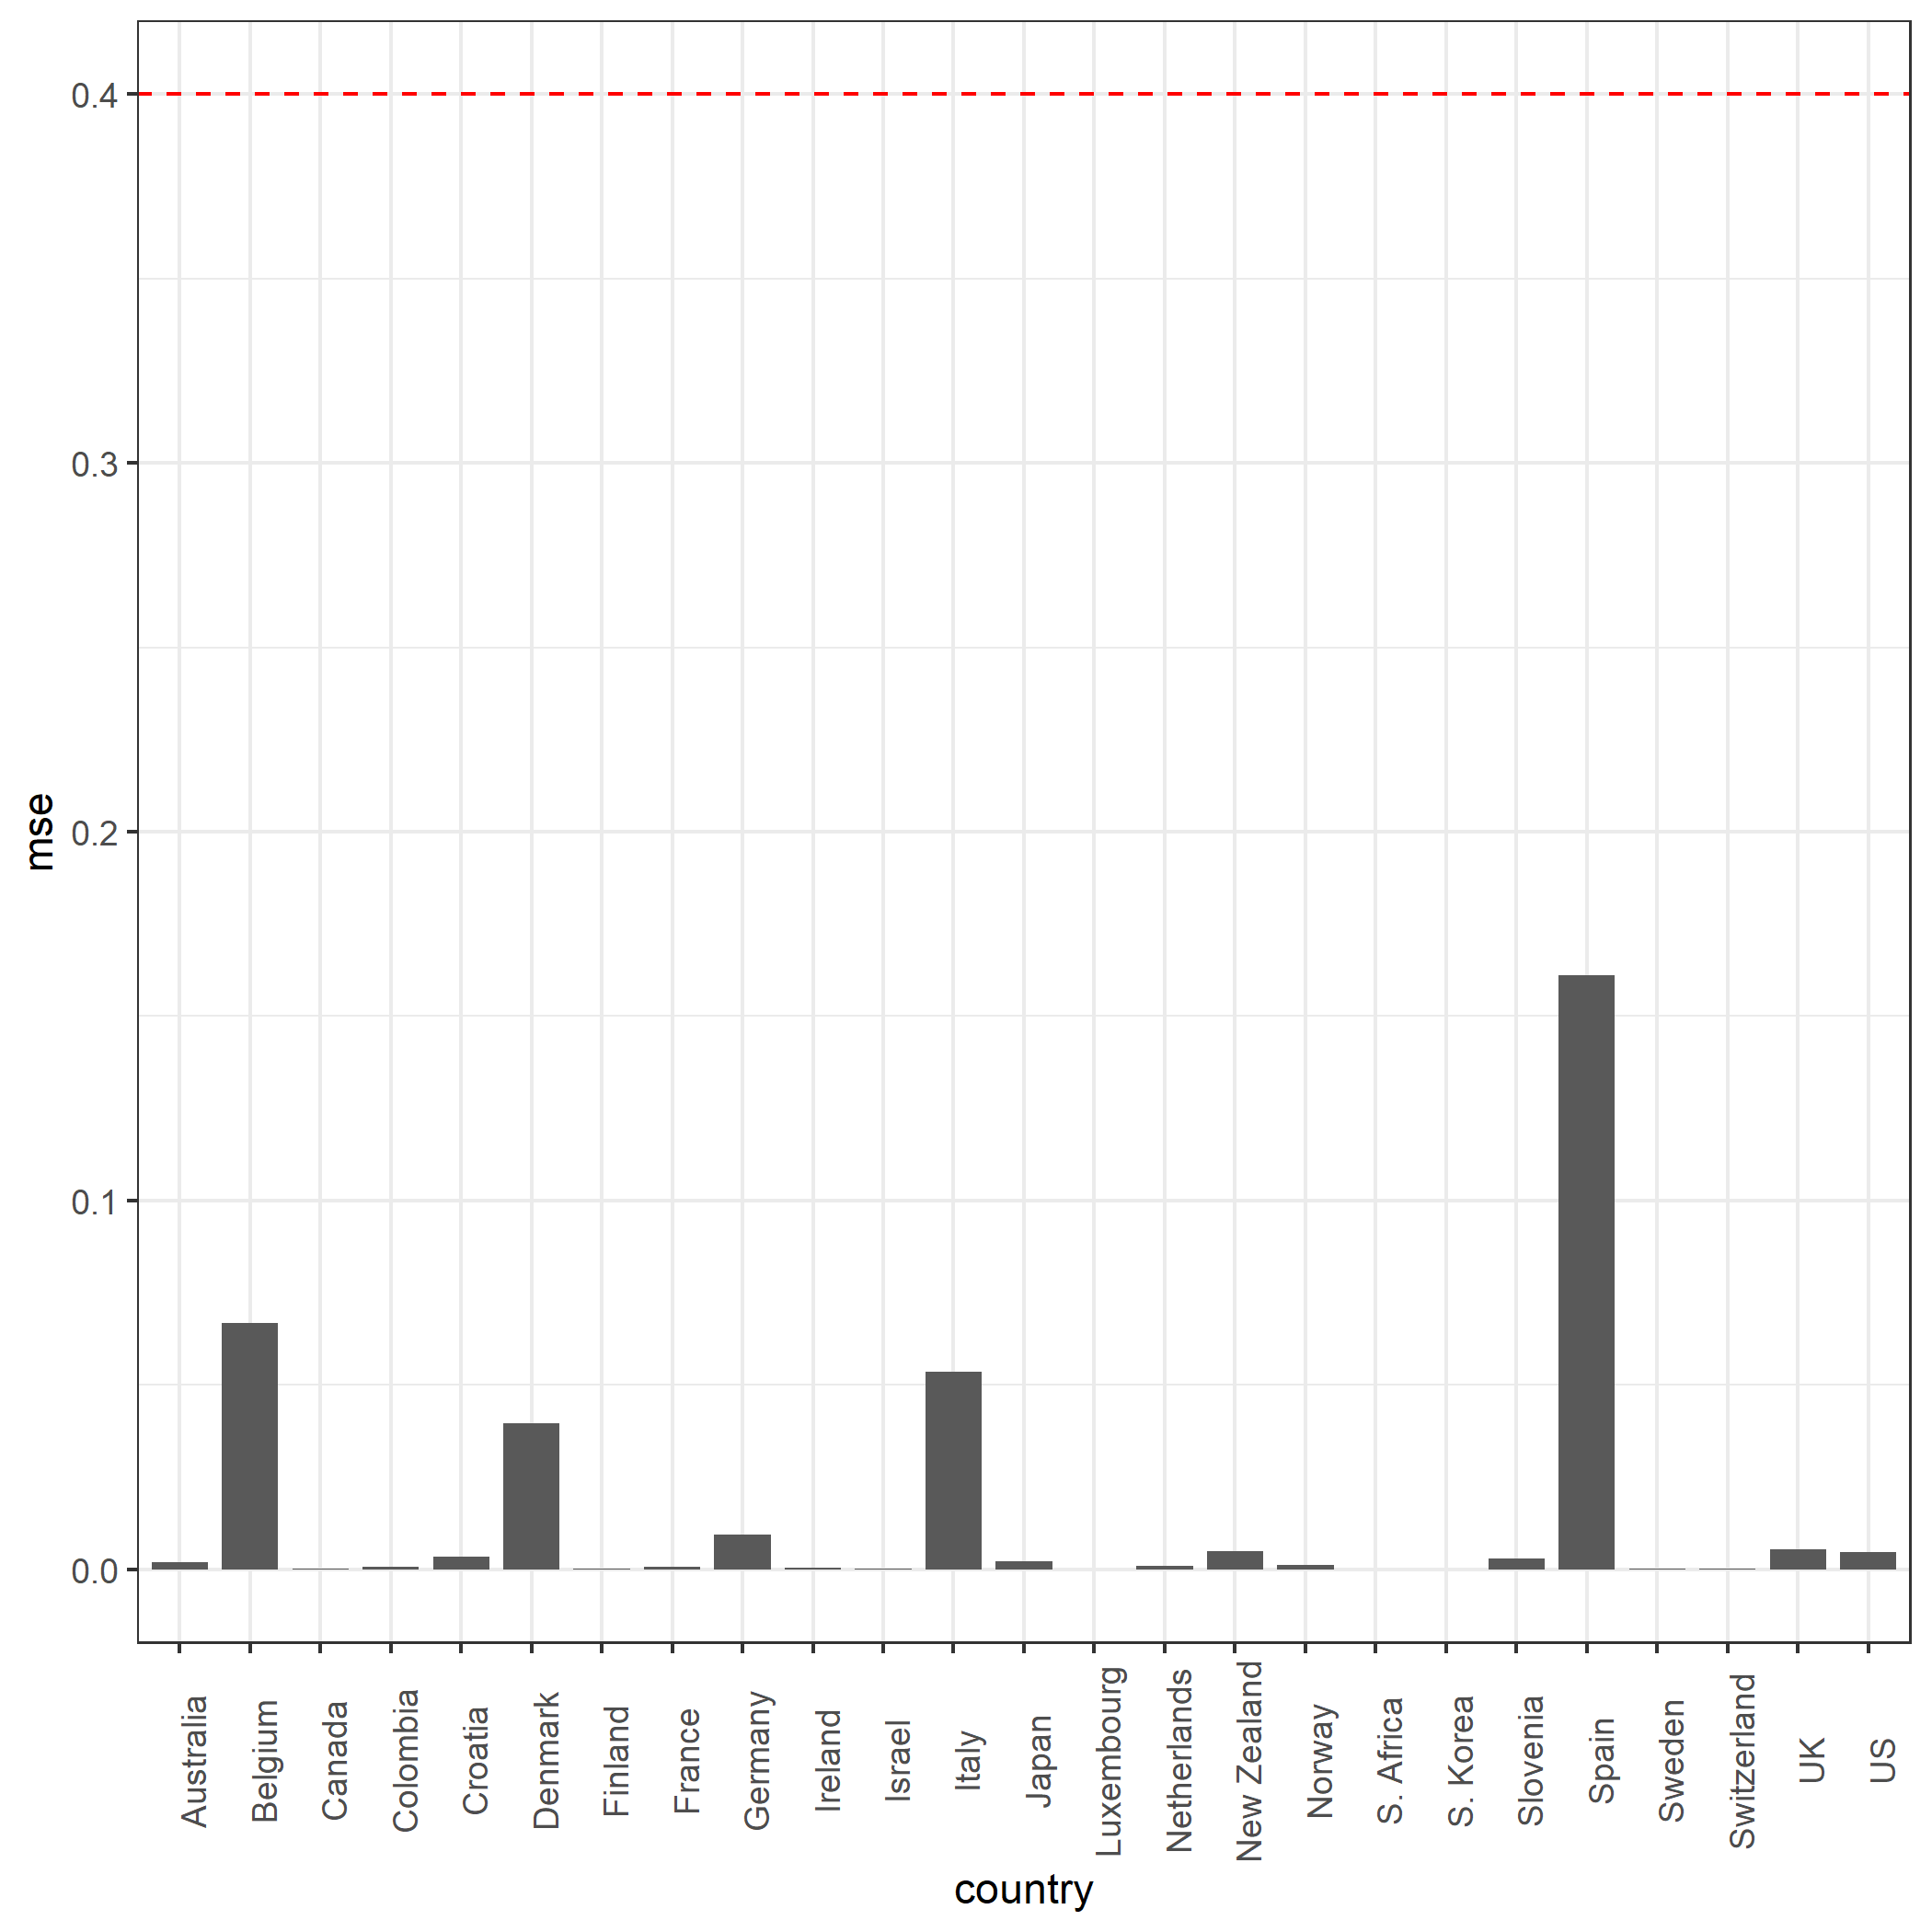 mse
0.4
0.3
0.2
0.1
0.0
Australia
Belgium
Canada
Colombia
Croatia
Denmark
Finland
France
Germany
Ireland
Israel
Italy
Japan
Luxembourg
Netherlands
New Zealand
Norway
S. Africa
S. Korea
Slovenia
Spain
Sweden
Switzerland
UK
US
country